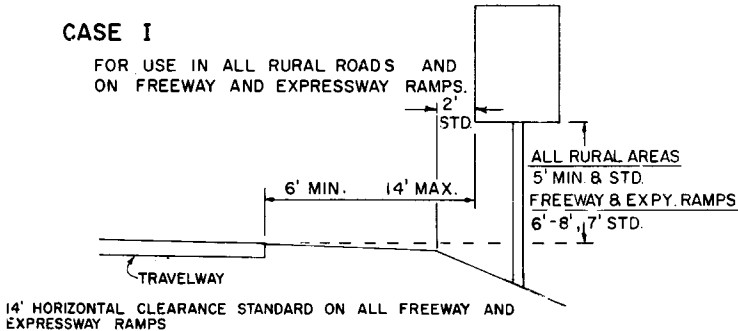 CASE I
FOR USE IN ALL RURAL ROADS AND
ON FREEWAY AND EXPRESSWAY RAMPS.
2'
STD.
ALL RURAL AREAS
5' MIN. & STD.
FREEWAY & EXPY. RAMPS
6'-8', 7' STD.
6' MIN. 14' MAX.
TRAVELWAY
14' HORIZONTAL CLEARANCE STANDARD ON ALL FREEWAY AND
EXPRESSWAY RAMPS